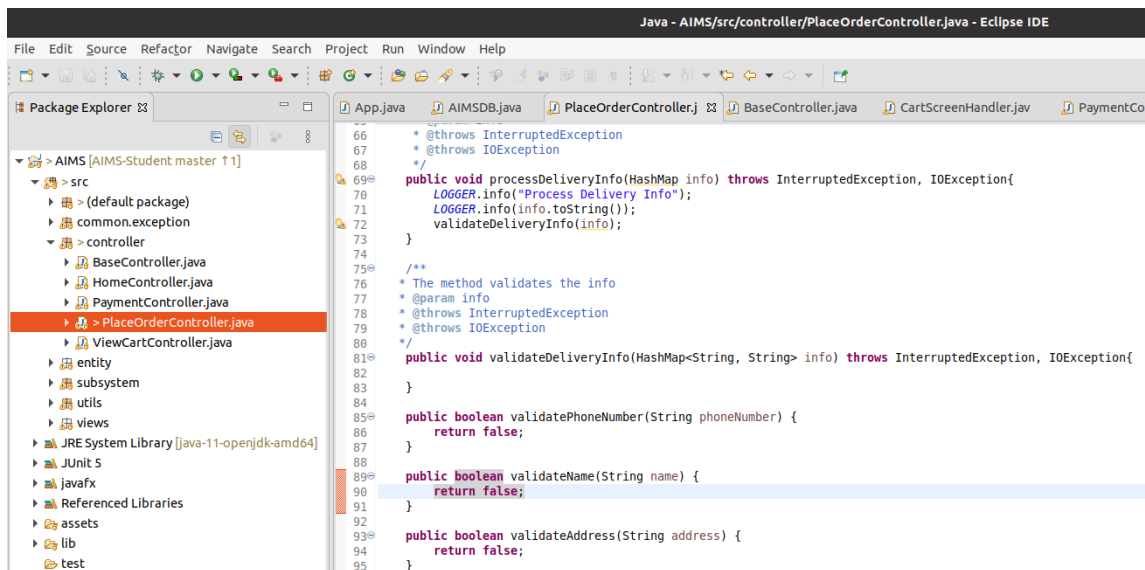 Java - AIMS/src/controller/PlaceOrderController.java - Eclipse IDE
File Edit Source Refactor Navigate Search Project Run Window Help
Package Explorer
App.java AIMSDB.java PlaceOrderController.j BaseController.java CartScreenHandler.jav PaymentCo
> AIMS [AIMS-Student master ↑1]
> src
> (default package)
common.exception
> controller
BaseController.java
HomeController.java
PaymentController.java
> PlaceOrderController.java
ViewCartController.java
entity
subsystem
utils
views
JRE System Library [java-11-openjdk-amd64]
JUnit 5
javafx
Referenced Libraries
assets
lib
test
66 * @throws InterruptedException
67 * @throws IOException
68 */
69 public void processDeliveryInfo(HashMap info) throws InterruptedException, IOException{
70 LOGGER.info("Process Delivery Info");
71 LOGGER.info(info.toString());
72 validateDeliveryInfo(info);
73 }
74
75 /**
76 * The method validates the info
77 * @param info
78 * @throws InterruptedException
79 * @throws IOException
80 */
81 public void validateDeliveryInfo(HashMap<String, String> info) throws InterruptedException, IOException{
82
83 }
84
85 public boolean validatePhoneNumber(String phoneNumber) {
86 return false;
87 }
88
89 public boolean validateName(String name) {
90 return false;
91 }
92
93 public boolean validateAddress(String address) {
94 return false;
95 }